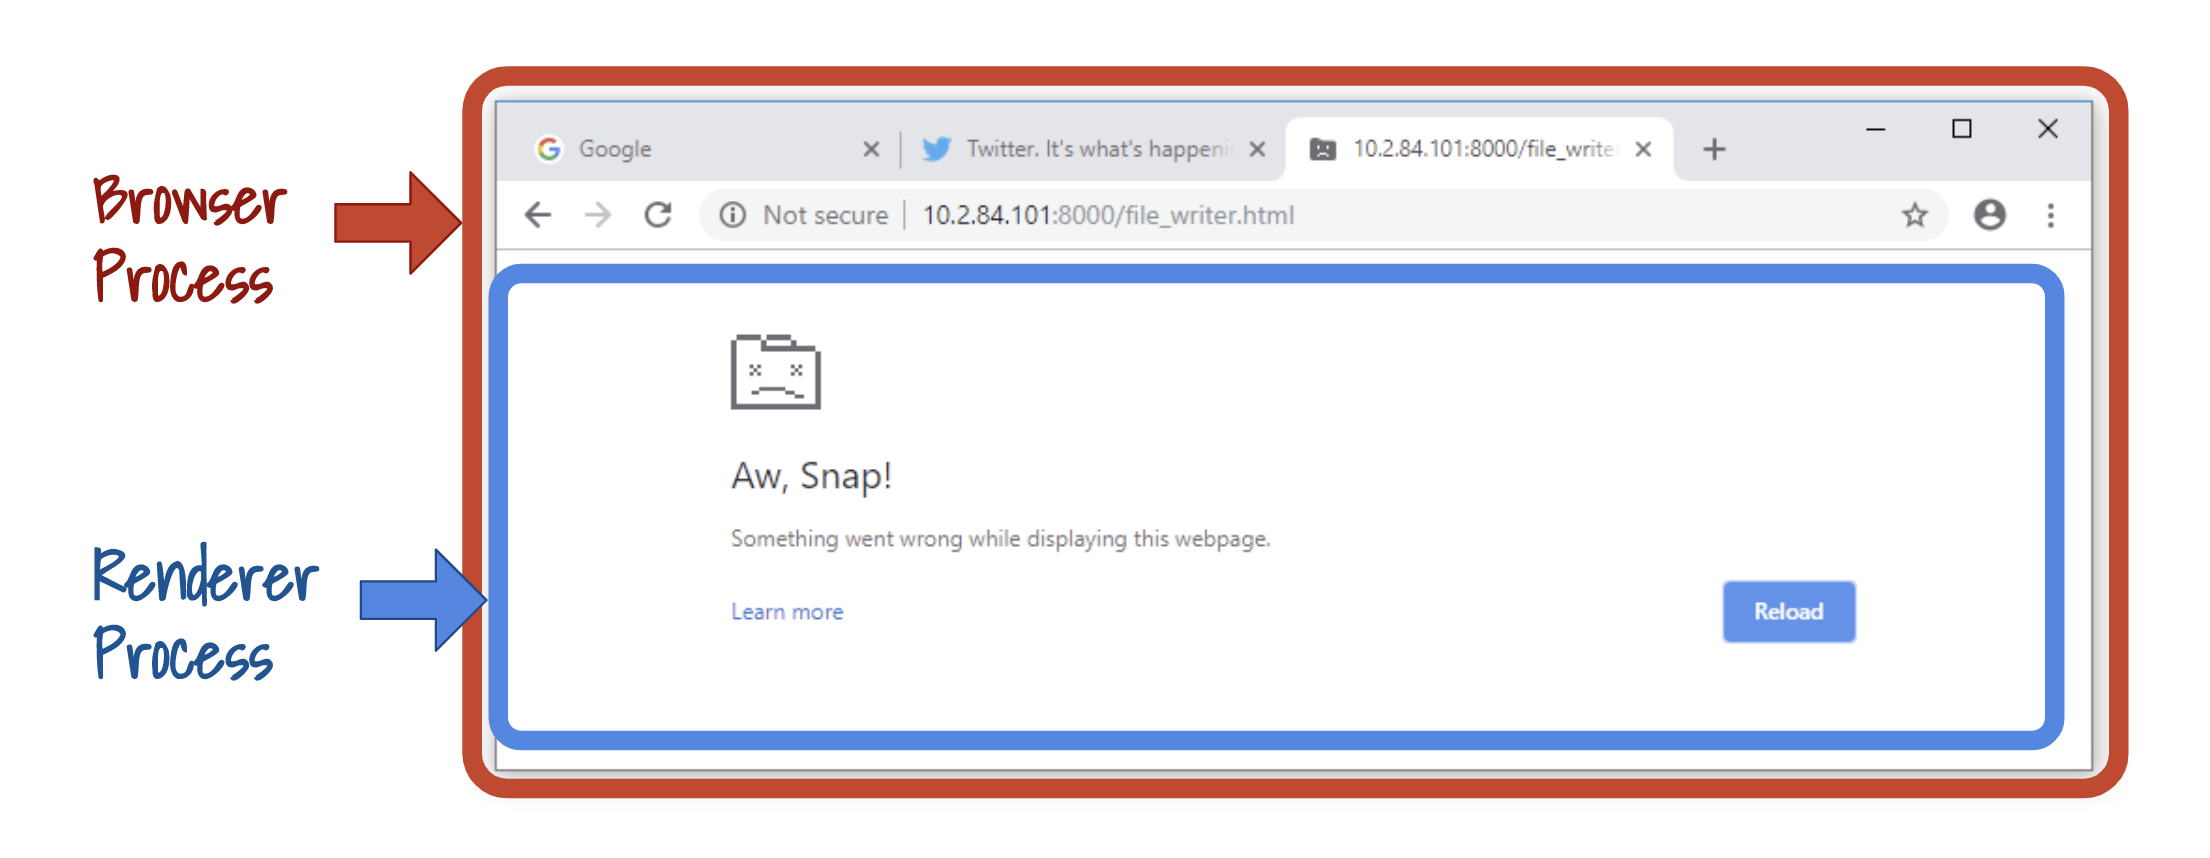 Google
Twitter. It's what's happeni
10.2.84.101:8000/file_write
Not secure
10.2.84.101:8000/file_writer.html
Browser
Process
Aw, Snap!
Something went wrong while displaying this webpage.
Learn more
Reload
Renderer
Process